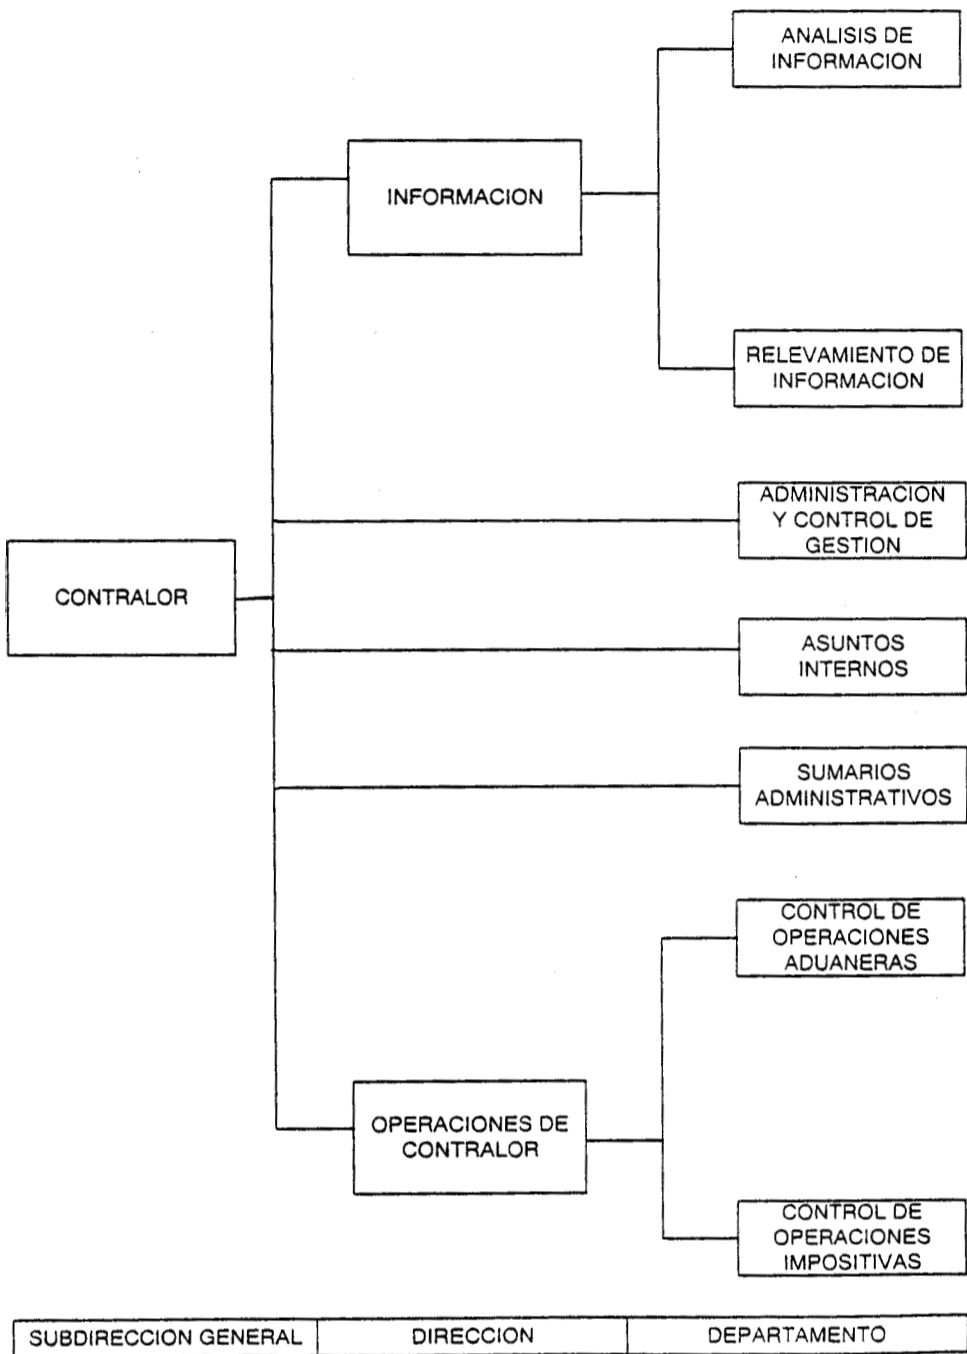 ANALISIS DE
INFORMACION
INFORMACION
RELEVAMIENTO DE
INFORMACION
ADMINISTRACION
Y CONTROL DE
GESTION
CONTRALOR
ASUNTOS
INTERNOS
SUMARIOS
ADMINISTRATIVOS
CONTROL DE
OPERACIONES
ADUANERAS
OPERACIONES DE
CONTRALOR
CONTROL DE
OPERACIONES
IMPOSITIVAS
SUBDIRECCION GENERAL
DIRECCION
DEPARTAMENTO